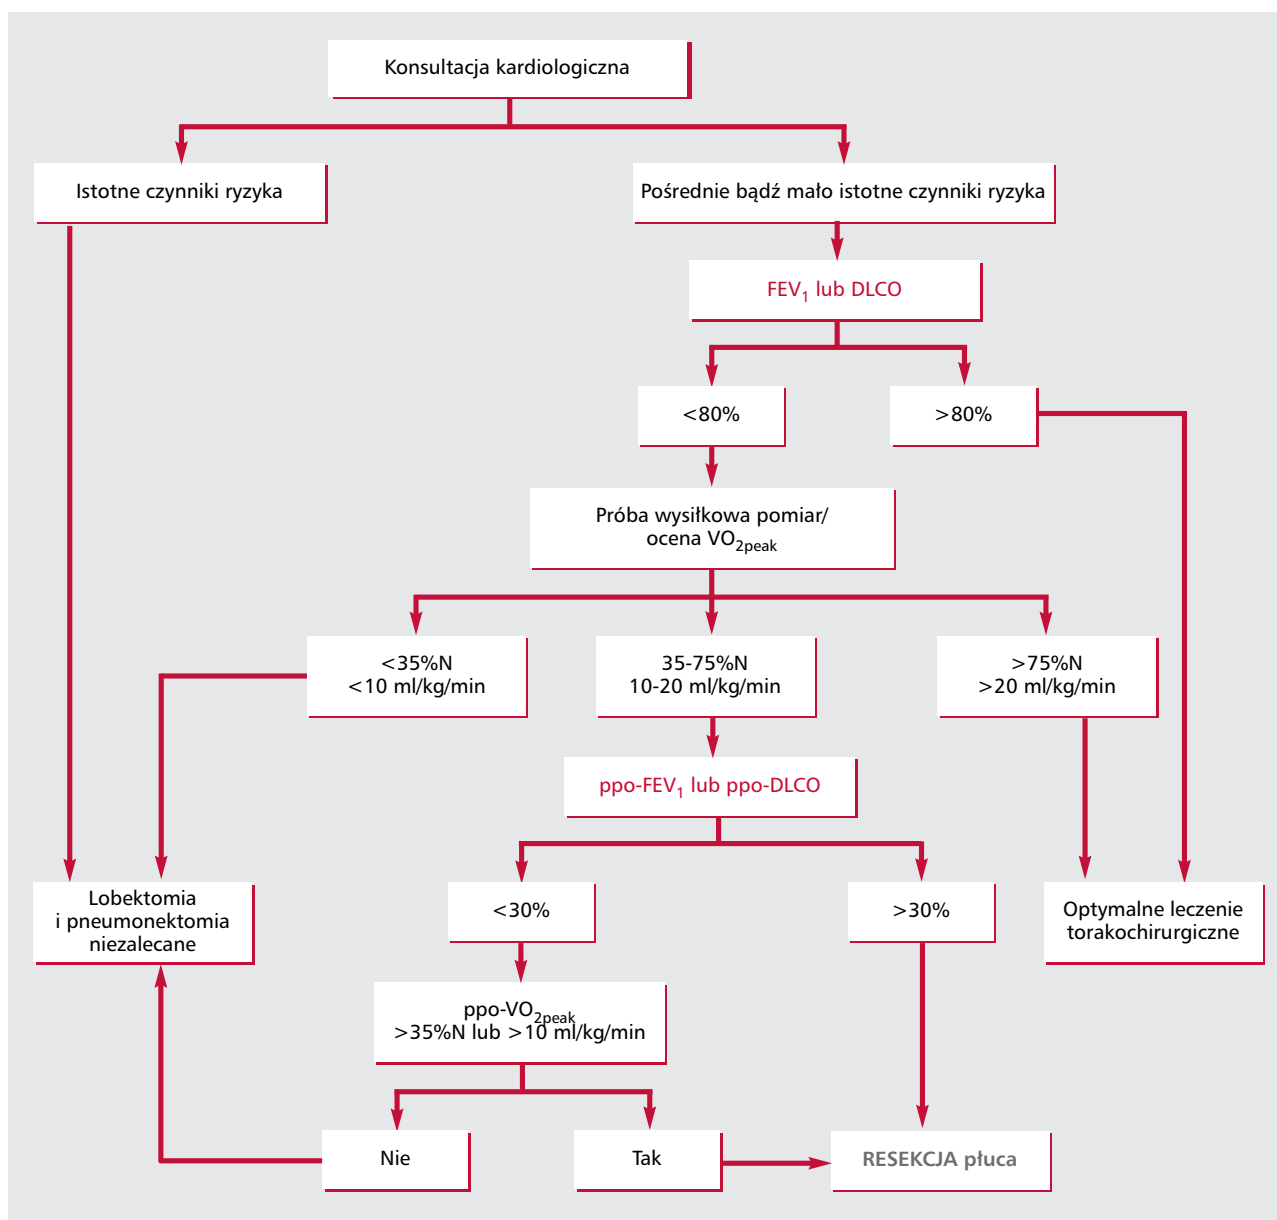 Konsultacja kardiologiczna
Istotne czynniki ryzyka
Pośrednie bądź mało istotne czynniki ryzyka
FEV₁ lub DLCO
<80%
>80%
Próba wysiłkowa pomiar/
ocena VO₂peak
<35%N
<10 ml/kg/min
35-75%N
10-20 ml/kg/min
>75%N
>20 ml/kg/min
ppo-FEV₁ lub ppo-DLCO
Lobektomia
i pneumonektomia
niezalecane
<30%
>30%
Optymalne leczenie
torakochirurgiczne
ppo-VO₂peak
>35%N lub >10 ml/kg/min
Nie
Tak
RESEKCJA płuca